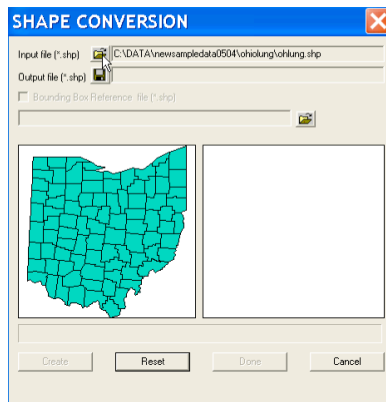 SHAPE CONVERSION
Input file (*.shp) C:\DATA\newsampledata0504\ohiolung\ohlung.shp
Output file (*.shp)
Bounding Box Reference file (*.shp)
Create Reset Done Cancel